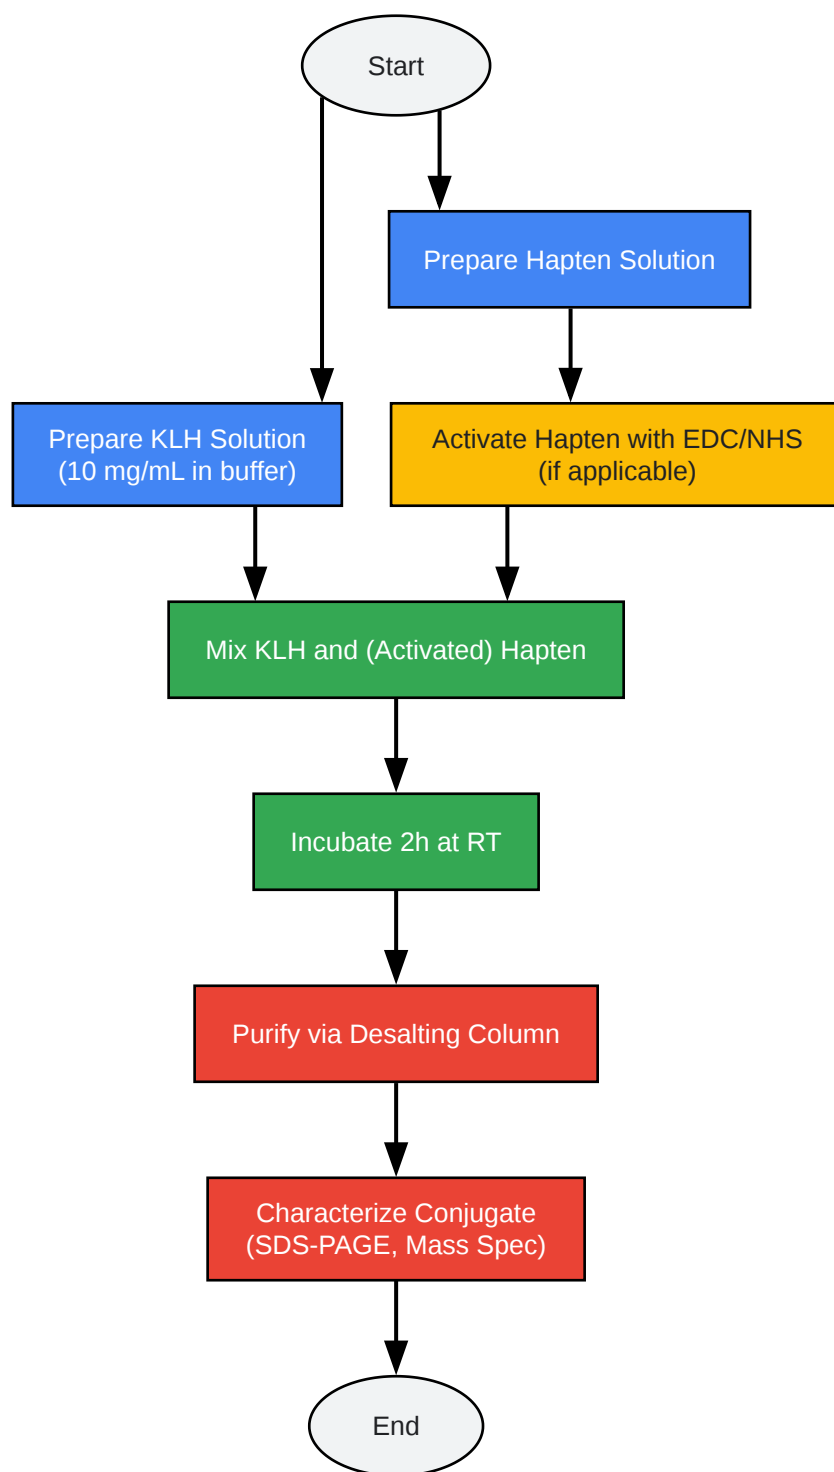 Start
Prepare Hapten Solution
Prepare KLH Solution
(10 mg/mL in buffer)
Activate Hapten with EDC/NHS
(if applicable)
Mix KLH and (Activated) Hapten
Incubate 2h at RT
Purify via Desalting Column
Characterize Conjugate
(SDS-PAGE, Mass Spec)
End